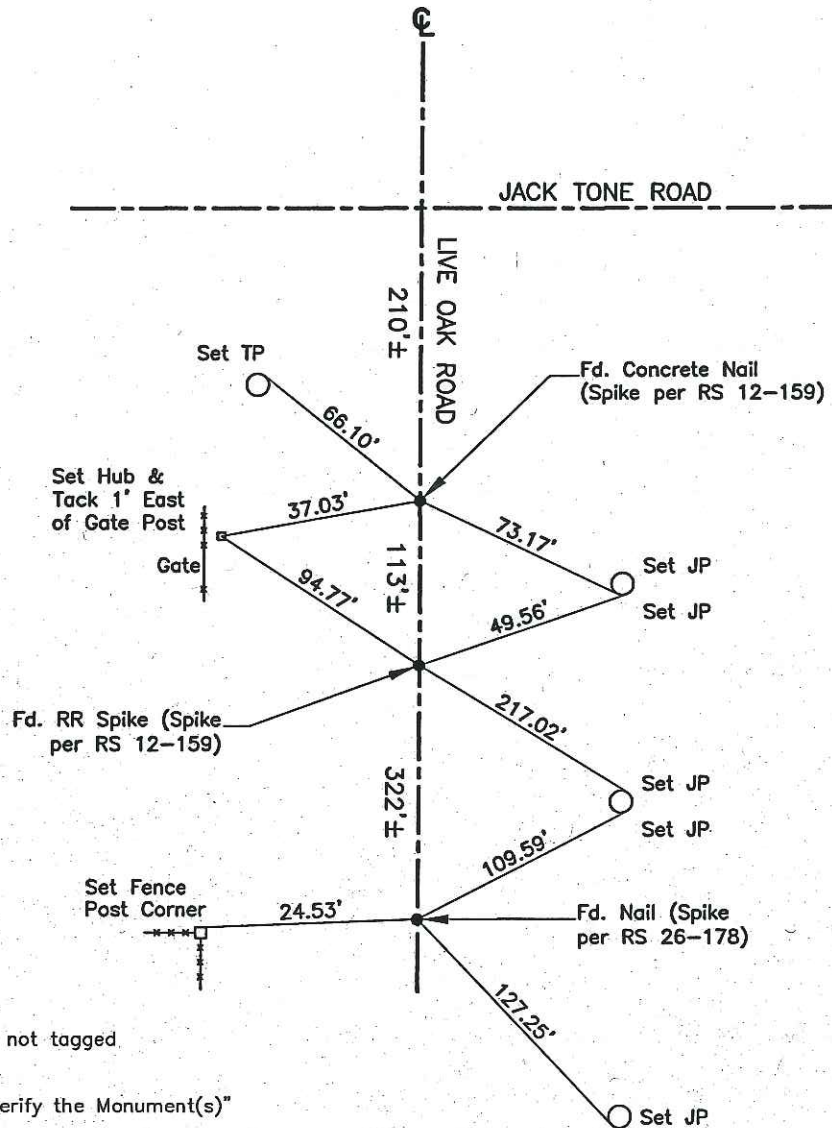 ℄
JACK TONE ROAD
LIVE OAK ROAD
210'±
Set TP
Fd. Concrete Nail
(Spike per RS 12-159)
66.10'
Set Hub &
Tack 1' East
of Gate Post
37.03'
73.17'
Gate
113'±
Set JP
94.77'
49.56'
Set JP
Fd. RR Spike (Spike
per RS 12-159)
217.02'
322'±
Set JP
Set JP
109.59'
Set Fence
Post Corner
24.53'
Fd. Nail (Spike
per RS 26-178)
127.25'
not tagged
erify the Monument(s)"
Set JP